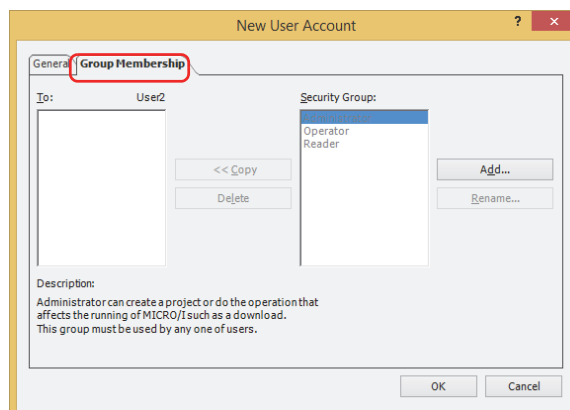 New User Account
?
×
General
Group Membership
To: User2
Security Group:
Administrator
Operator
Reader
<< Copy
Add...
Delete
Rename...
Description:
Administrator can create a project or do the operation that
affects the running of MICRO/I such as a download.
This group must be used by any one of users.
OK
Cancel